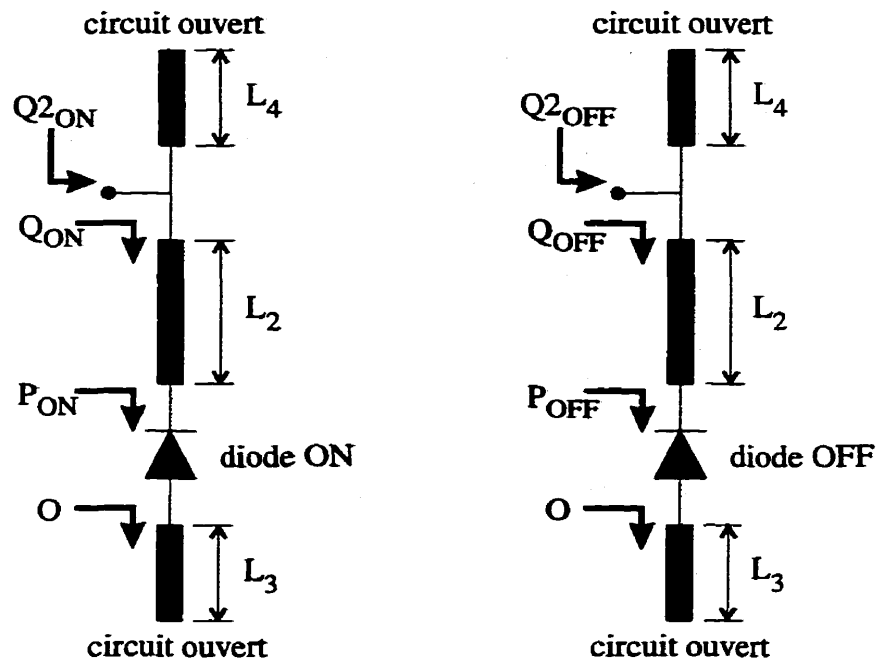 circuit ouvert
L4
Q2ON
QON
L2
PON
diode ON
O
L3
circuit ouvert
circuit ouvert
L4
Q2OFF
QOFF
L2
POFF
diode OFF
O
L3
circuit ouvert